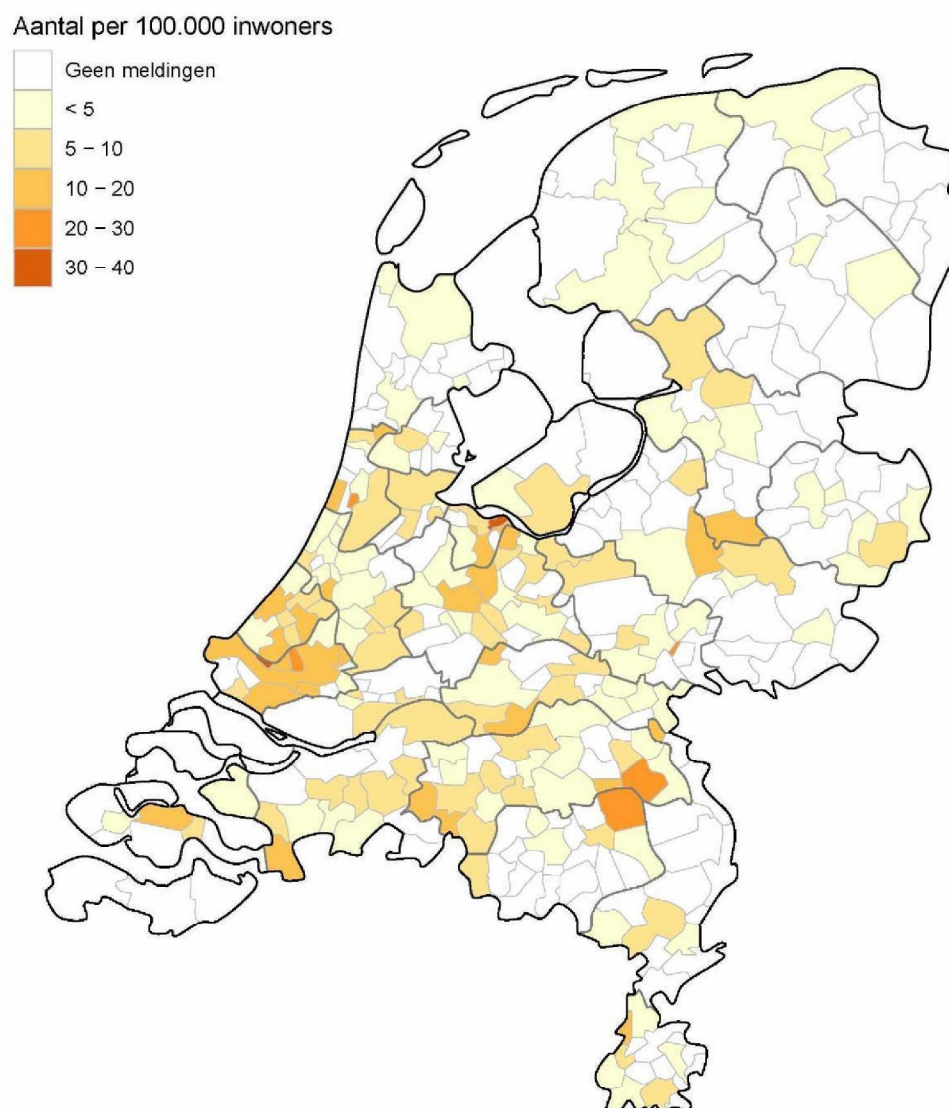 Aantal per 100.000 inwoners
Geen meldingen
< 5
5 – 10
10 – 20
20 – 30
30 – 40